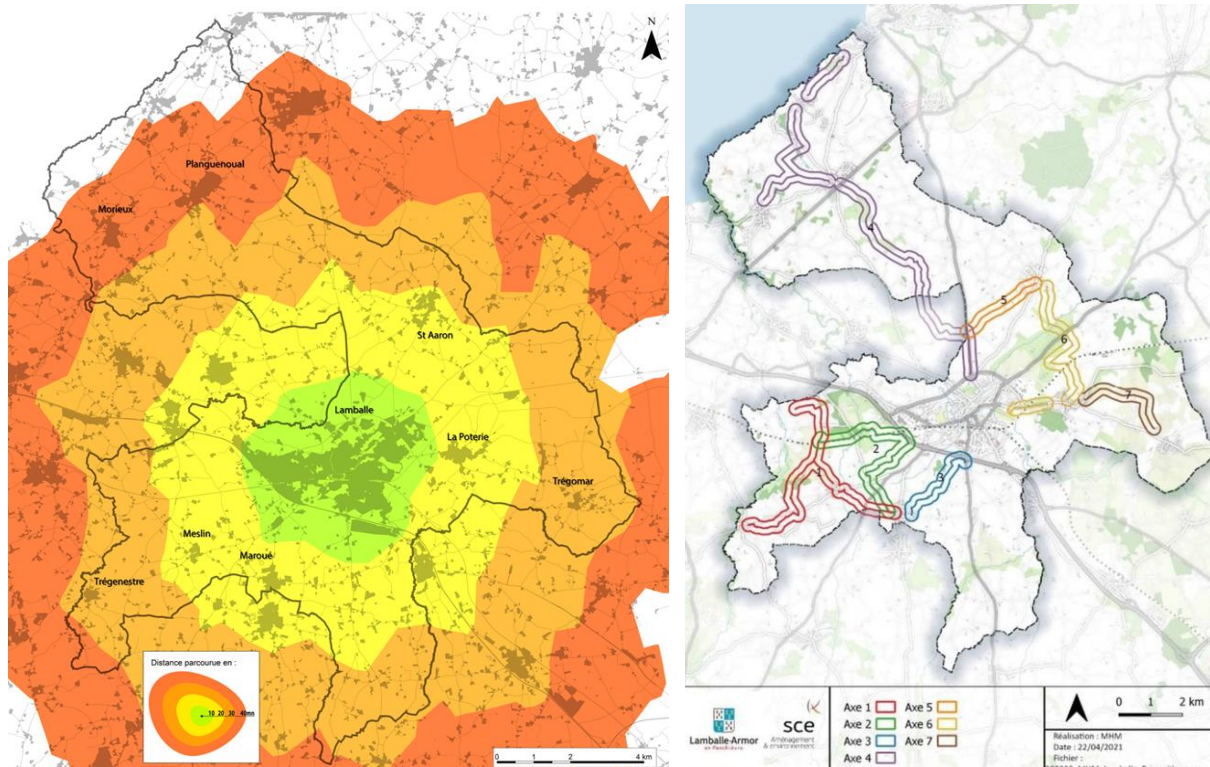 N
Planguenoual
Morieux
St Aaron
Lamballe
La Poterie
Trégomar
Meslin
Maroué
Trégenestre
Distance parcourue en :
10 20 30 40mn
0 1 2 4 km
4
5
6
7
2
1
3
Lamballe-Armor
sce
Aménagement
& environnement
Axe 1
Axe 2
Axe 3
Axe 4
Axe 5
Axe 6
Axe 7
0 1 2 km
Réalisation : MHM
Date : 22/04/2021
Fichier :